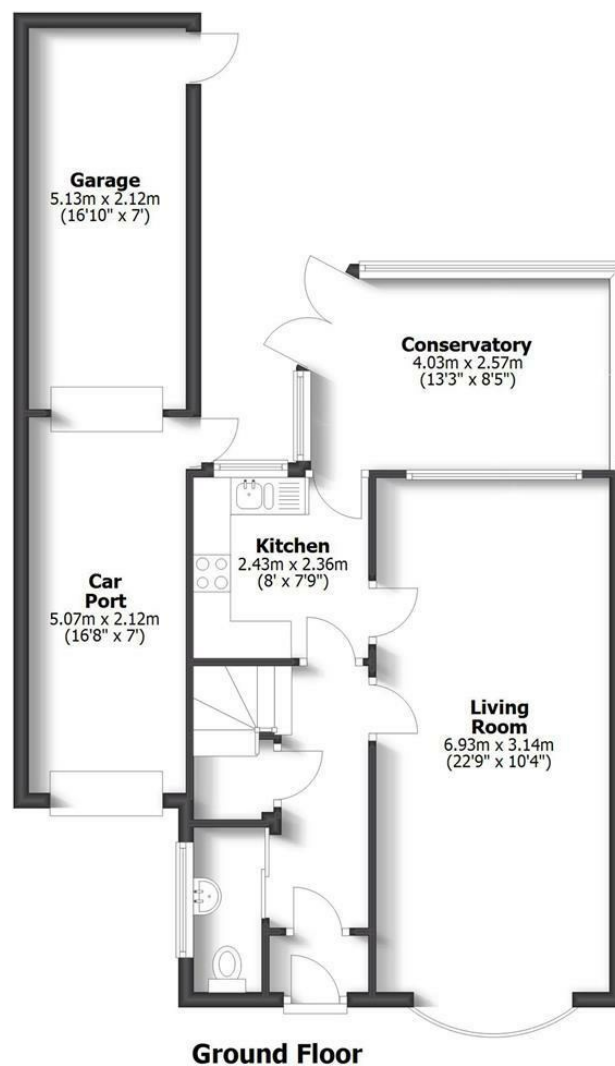 Garage
5.13m x 2.12m
(16'10" x 7')
Conservatory
4.03m x 2.57m
(13'3" x 8'5")
Kitchen
2.43m x 2.36m
(8' x 7'9")
Car
Port
5.07m x 2.12m
(16'8" x 7')
Living
Room
6.93m x 3.14m
(22'9" x 10'4")
Ground Floor